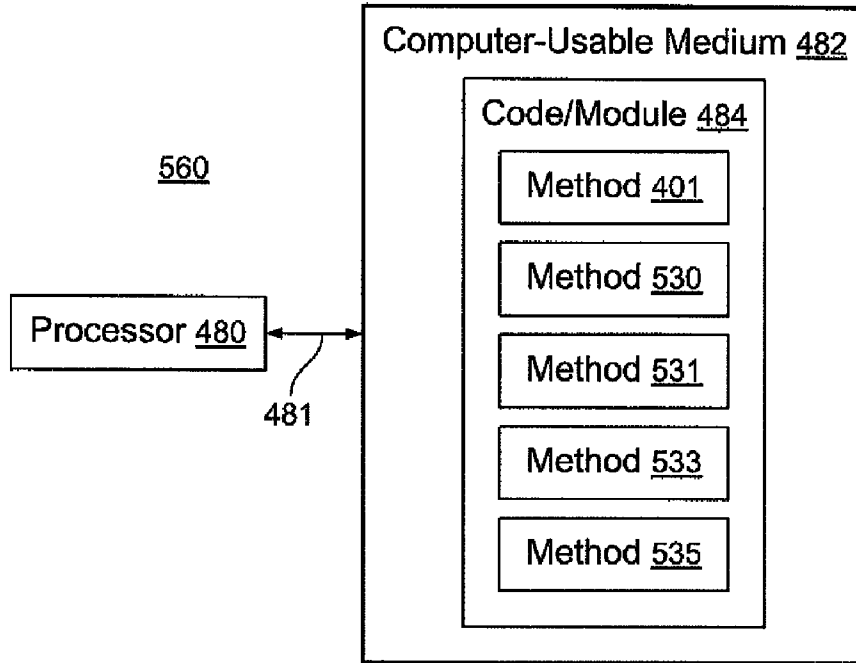 Computer-Usable Medium 482
Code/Module 484
560
Method 401
Method 530
Processor 480
481
Method 531
Method 533
Method 535